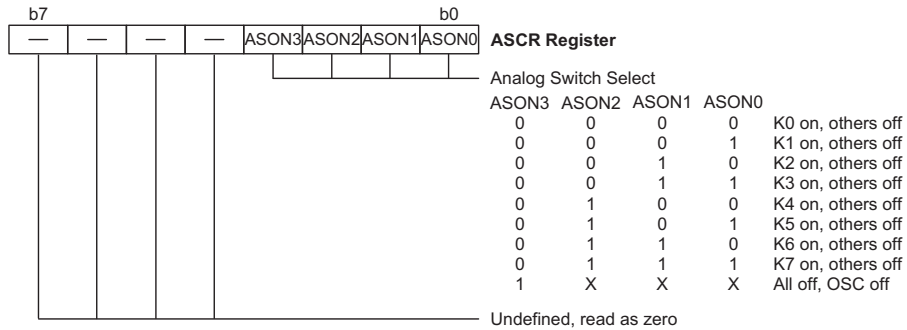 b7 b0
— — — — ASON3 ASON2 ASON1 ASON0 ASCR Register
Analog Switch Select
ASON3 ASON2 ASON1 ASON0
0 0 0 0 K0 on, others off
0 0 0 1 K1 on, others off
0 0 1 0 K2 on, others off
0 0 1 1 K3 on, others off
0 1 0 0 K4 on, others off
0 1 0 1 K5 on, others off
0 1 1 0 K6 on, others off
0 1 1 1 K7 on, others off
1 X X X All off, OSC off
Undefined, read as zero